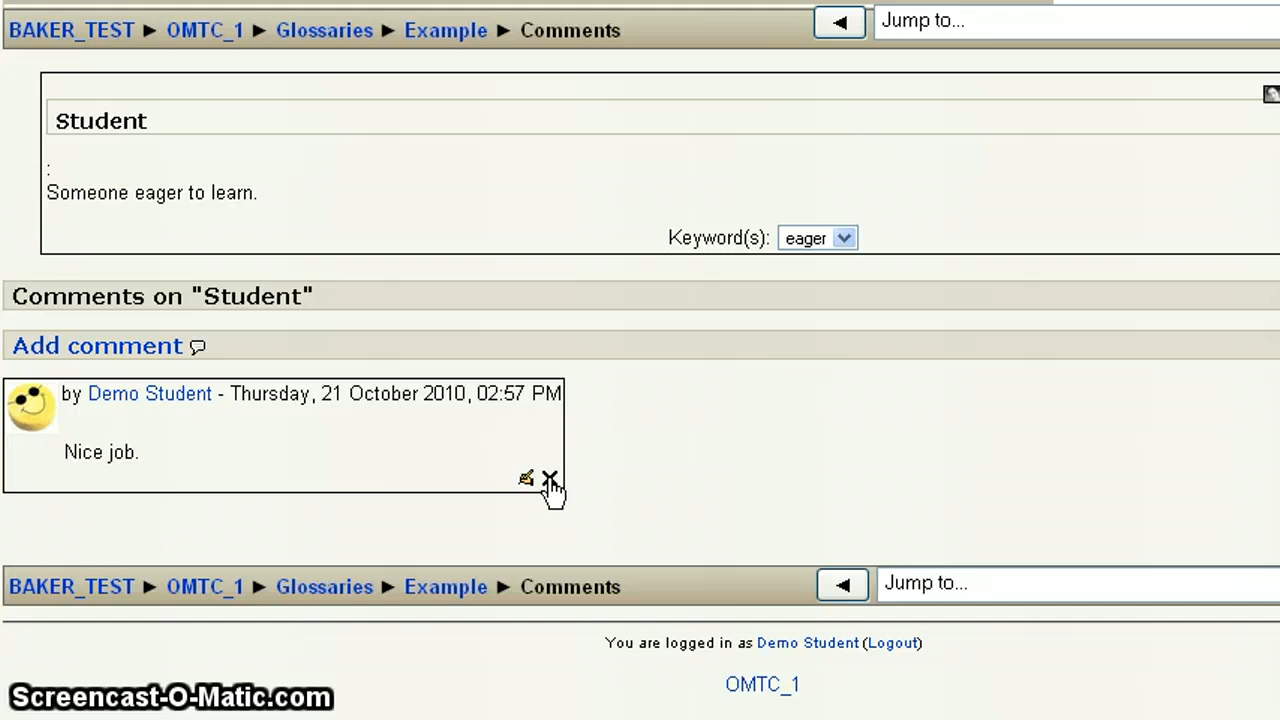 BAKER_TEST ► OMTC_1 ► Glossaries ► Example ► Comments ◄ Jump to...
Student
:
Someone eager to learn.
Keyword(s): eager
Comments on "Student"
Add comment
by Demo Student - Thursday, 21 October 2010, 02:57 PM
Nice job.
BAKER_TEST ► OMTC_1 ► Glossaries ► Example ► Comments ◄ Jump to...
You are logged in as Demo Student (Logout)
OMTC_1
Screencast-O-Matic.com